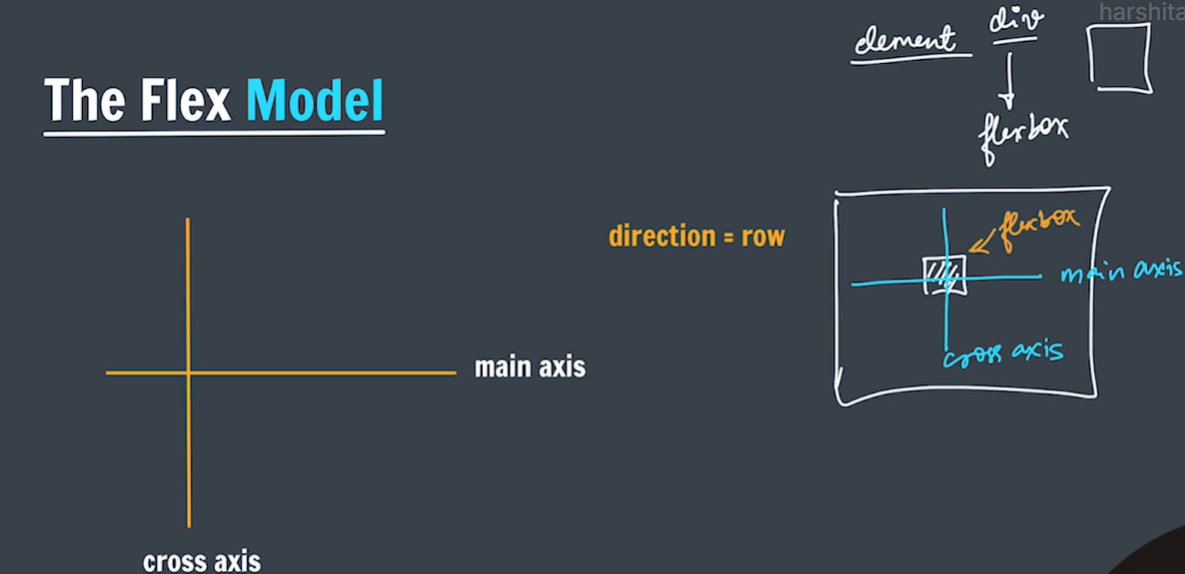 harshita
element div
flexbox
The Flex Model
direction = row
flexbox
main axis
cross axis
main axis
cross axis